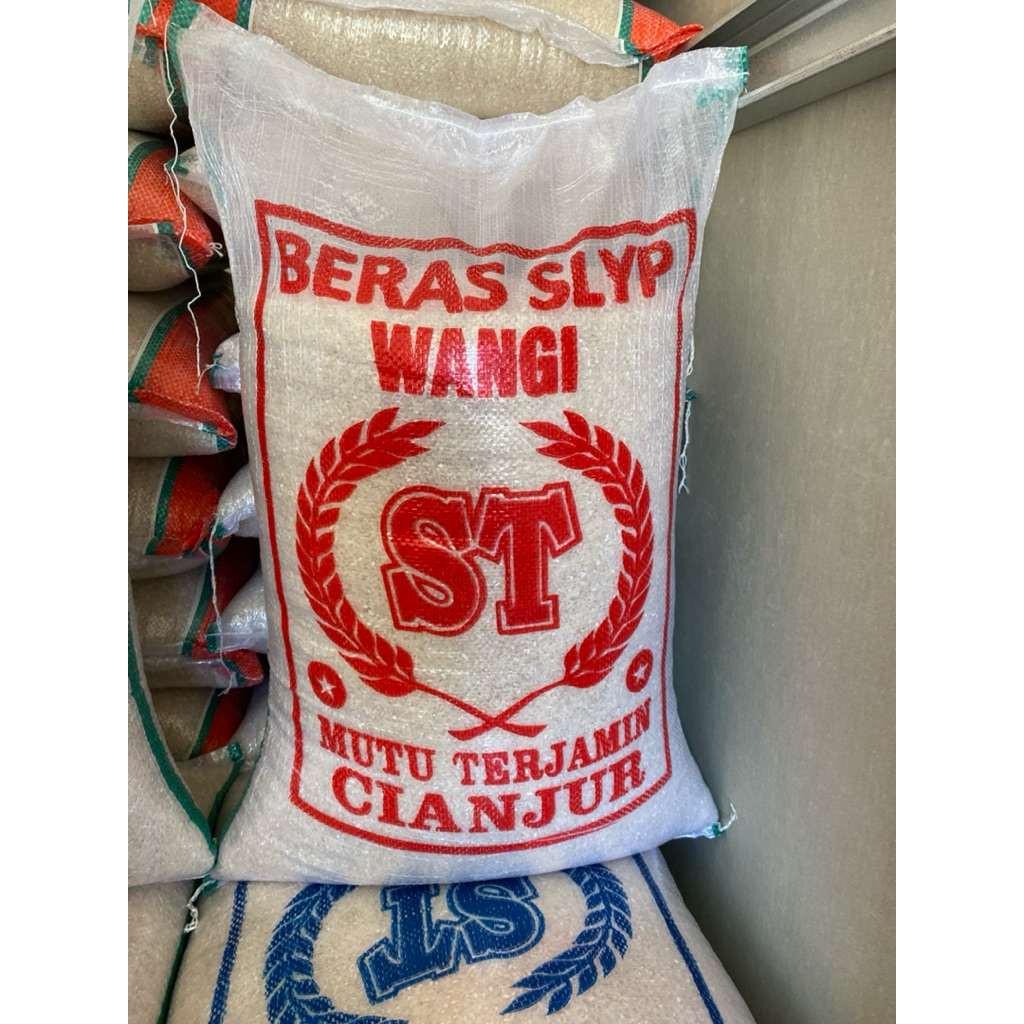 BERAS SLYP
WANGI
ST
MUTU TERJAMIN
CIANJUR
ST